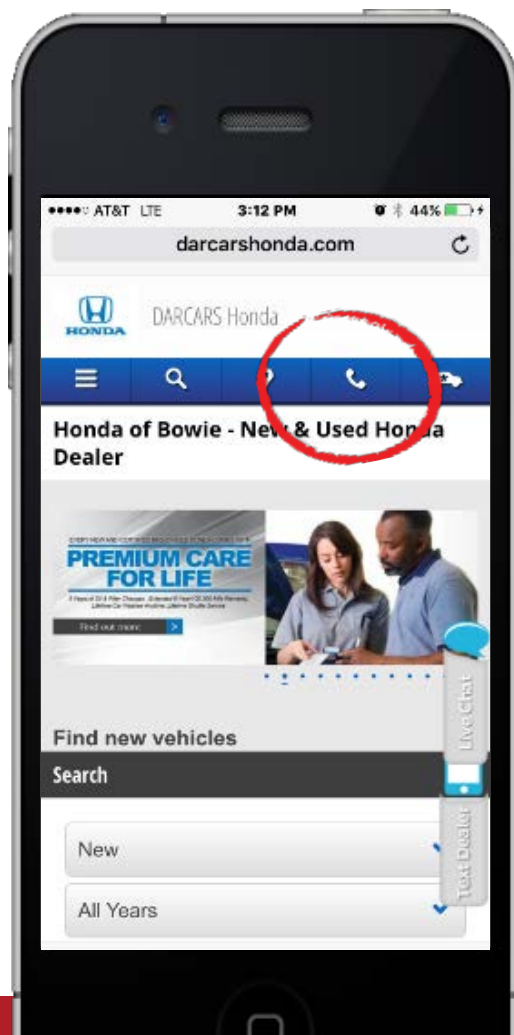 AT&T LTE 3:12 PM 44%
darcarshonda.com
HONDA DARCARS Honda
Honda of Bowie - New & Used Honda
Dealer
PREMIUM CARE
FOR LIFE
Find out more
Live Chat
Find new vehicles
Search
Text Dealer
New
All Years